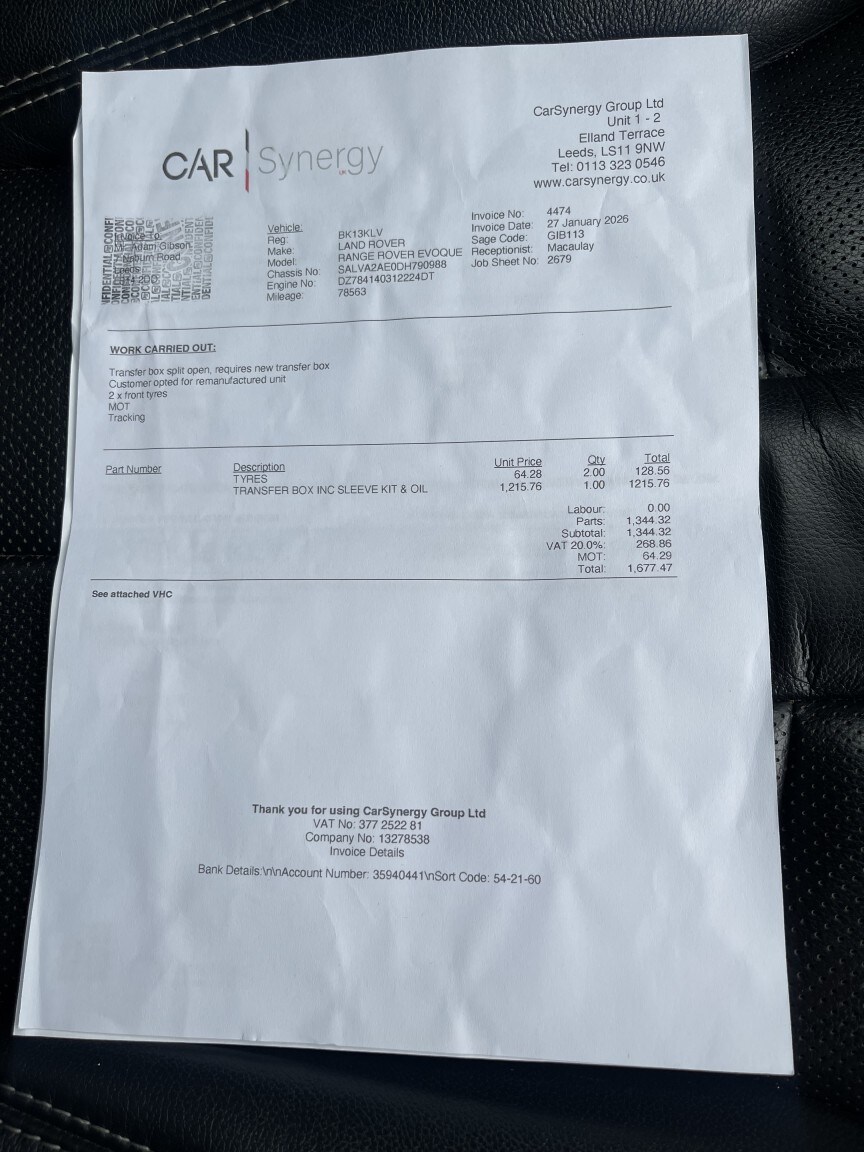 CAR Synergy
UK
CarSynergy Group Ltd
Unit 1 - 2
Elland Terrace
Leeds, LS11 9NW
Tel: 0113 323 0546
www.carsynergy.co.uk
Invoice To:
Mr Adam Gibson
Road
Leeds
Vehicle:
Reg: BK13KLV
Make: LAND ROVER
Model: RANGE ROVER EVOQUE
Chassis No: SALVA2AE0DH790988
Engine No: DZ784140312224DT
Mileage: 78563
Invoice No: 4474
Invoice Date: 27 January 2026
Sage Code: GIB113
Receptionist: Macaulay
Job Sheet No: 2679
WORK CARRIED OUT:
Transfer box split open, requires new transfer box
Customer opted for remanufactured unit
2 x front tyres
MOT
Tracking
Part Number Description Unit Price Qty Total
TYRES 64.28 2.00 128.56
TRANSFER BOX INC SLEEVE KIT & OIL 1,215.76 1.00 1215.76
Labour: 0.00
Parts: 1,344.32
Subtotal: 1,344.32
VAT 20.0%: 268.86
MOT: 64.29
Total: 1,677.47
See attached VHC
Thank you for using CarSynergy Group Ltd
VAT No: 377 2522 81
Company No: 13278538
Invoice Details
Bank Details:\n\nAccount Number: 35940441\nSort Code: 54-21-60